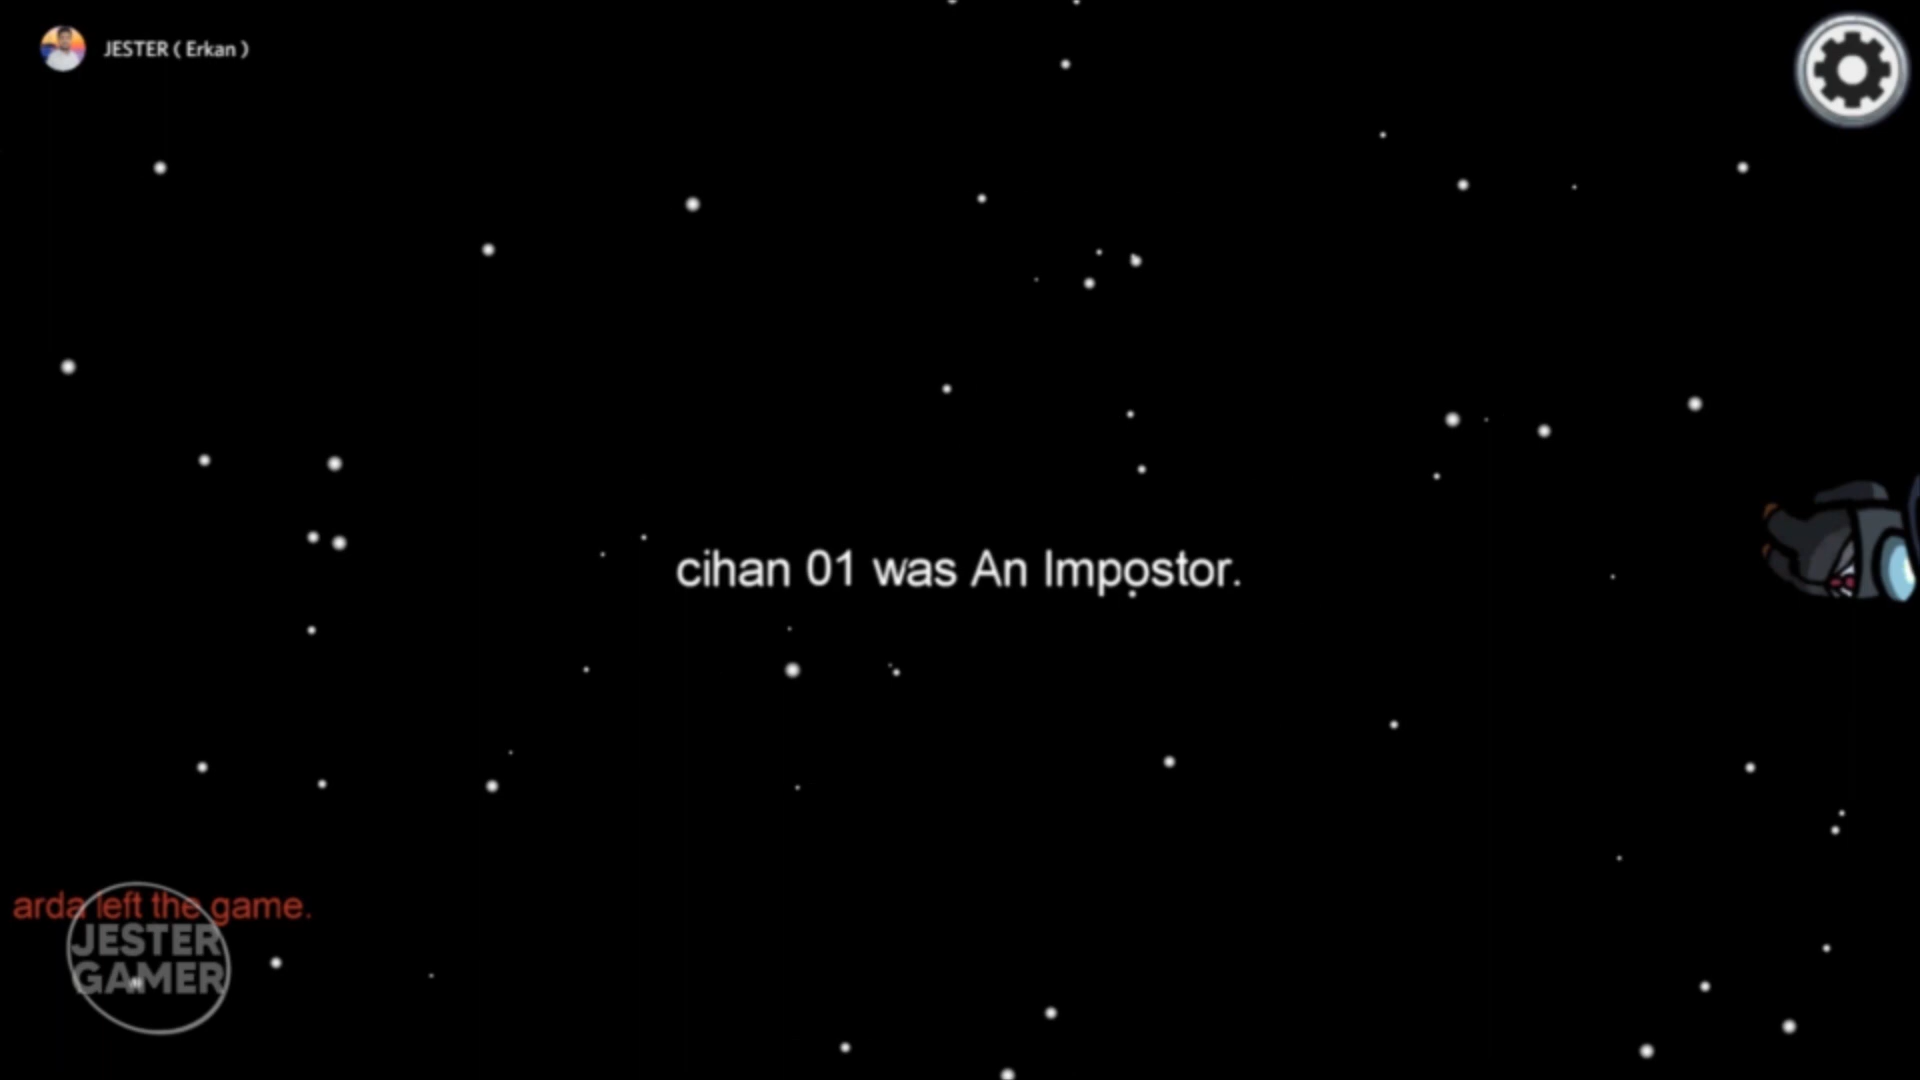 JESTER ( Erkan )
cihan 01 was An Impostor.
arda left the game.
JESTER
GAMER